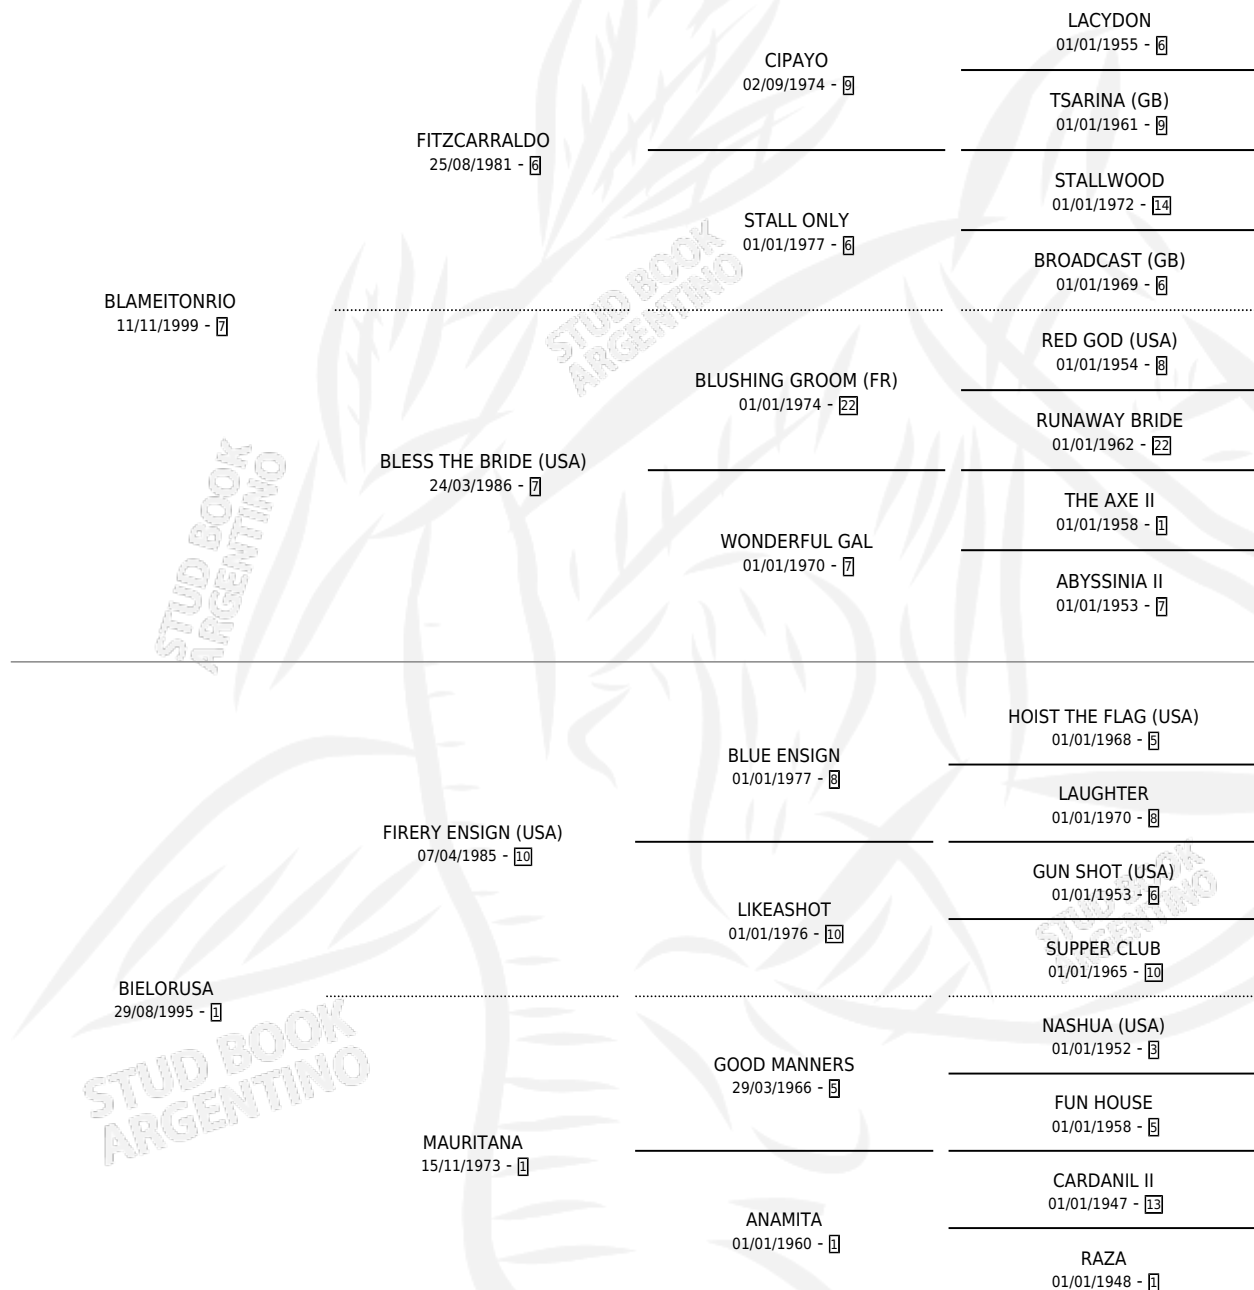 LACYDON
01/01/1955 - 6
CIPAYO
02/09/1974 - 9
TSARINA (GB)
01/01/1961 - 9
FITZCARRALDO
25/08/1981 - 6
STALLWOOD
01/01/1972 - 14
STALL ONLY
01/01/1977 - 6
BROADCAST (GB)
01/01/1969 - 6
BLAMEITONRIO
11/11/1999 - 7
RED GOD (USA)
01/01/1954 - 8
BLUSHING GROOM (FR)
01/01/1974 - 22
RUNAWAY BRIDE
01/01/1962 - 22
BLESS THE BRIDE (USA)
24/03/1986 - 7
THE AXE II
01/01/1958 - 1
WONDERFUL GAL
01/01/1970 - 7
ABYSSINIA II
01/01/1953 - 7
HOIST THE FLAG (USA)
01/01/1968 - 5
BLUE ENSIGN
01/01/1977 - 8
LAUGHTER
01/01/1970 - 8
FIRERY ENSIGN (USA)
07/04/1985 - 10
GUN SHOT (USA)
01/01/1953 - 6
LIKEASHOT
01/01/1976 - 10
SUPPER CLUB
01/01/1965 - 10
BIELORUSA
29/08/1995 - 1
NASHUA (USA)
01/01/1952 - 3
GOOD MANNERS
29/03/1966 - 5
FUN HOUSE
01/01/1958 - 5
MAURITANA
15/11/1973 - 1
CARDANIL II
01/01/1947 - 13
ANAMITA
01/01/1960 - 1
RAZA
01/01/1948 - 1
STUD BOOK
ARGENTINO
STUD BOOK
ARGENTINO
STUD BOOK
ARGENTINO
STUD BOOK
ARGENTINO